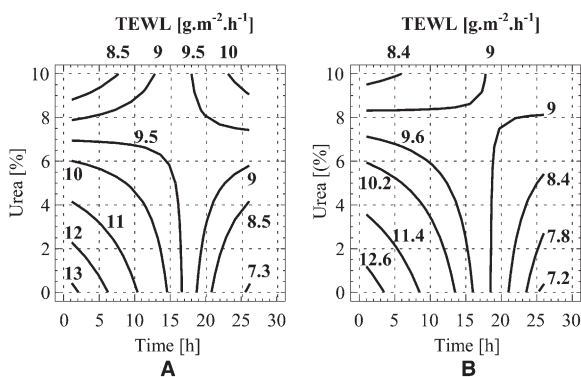 TEWL [g.m⁻².h⁻¹]
8.5 9 9.5 10
10
8
6
4
2
0
Urea [%]
9.5
10
11
12
13
9
8.5
7.3
0 5 10 15 20 25 30
Time [h]
A
TEWL [g.m⁻².h⁻¹]
8.4 9
10
8
6
4
2
0
Urea [(%]
9.6
10.2
11.4
12.6
9
8.4
7.8
7.2
0 5 10 15 20 25 30
Time [h]
B